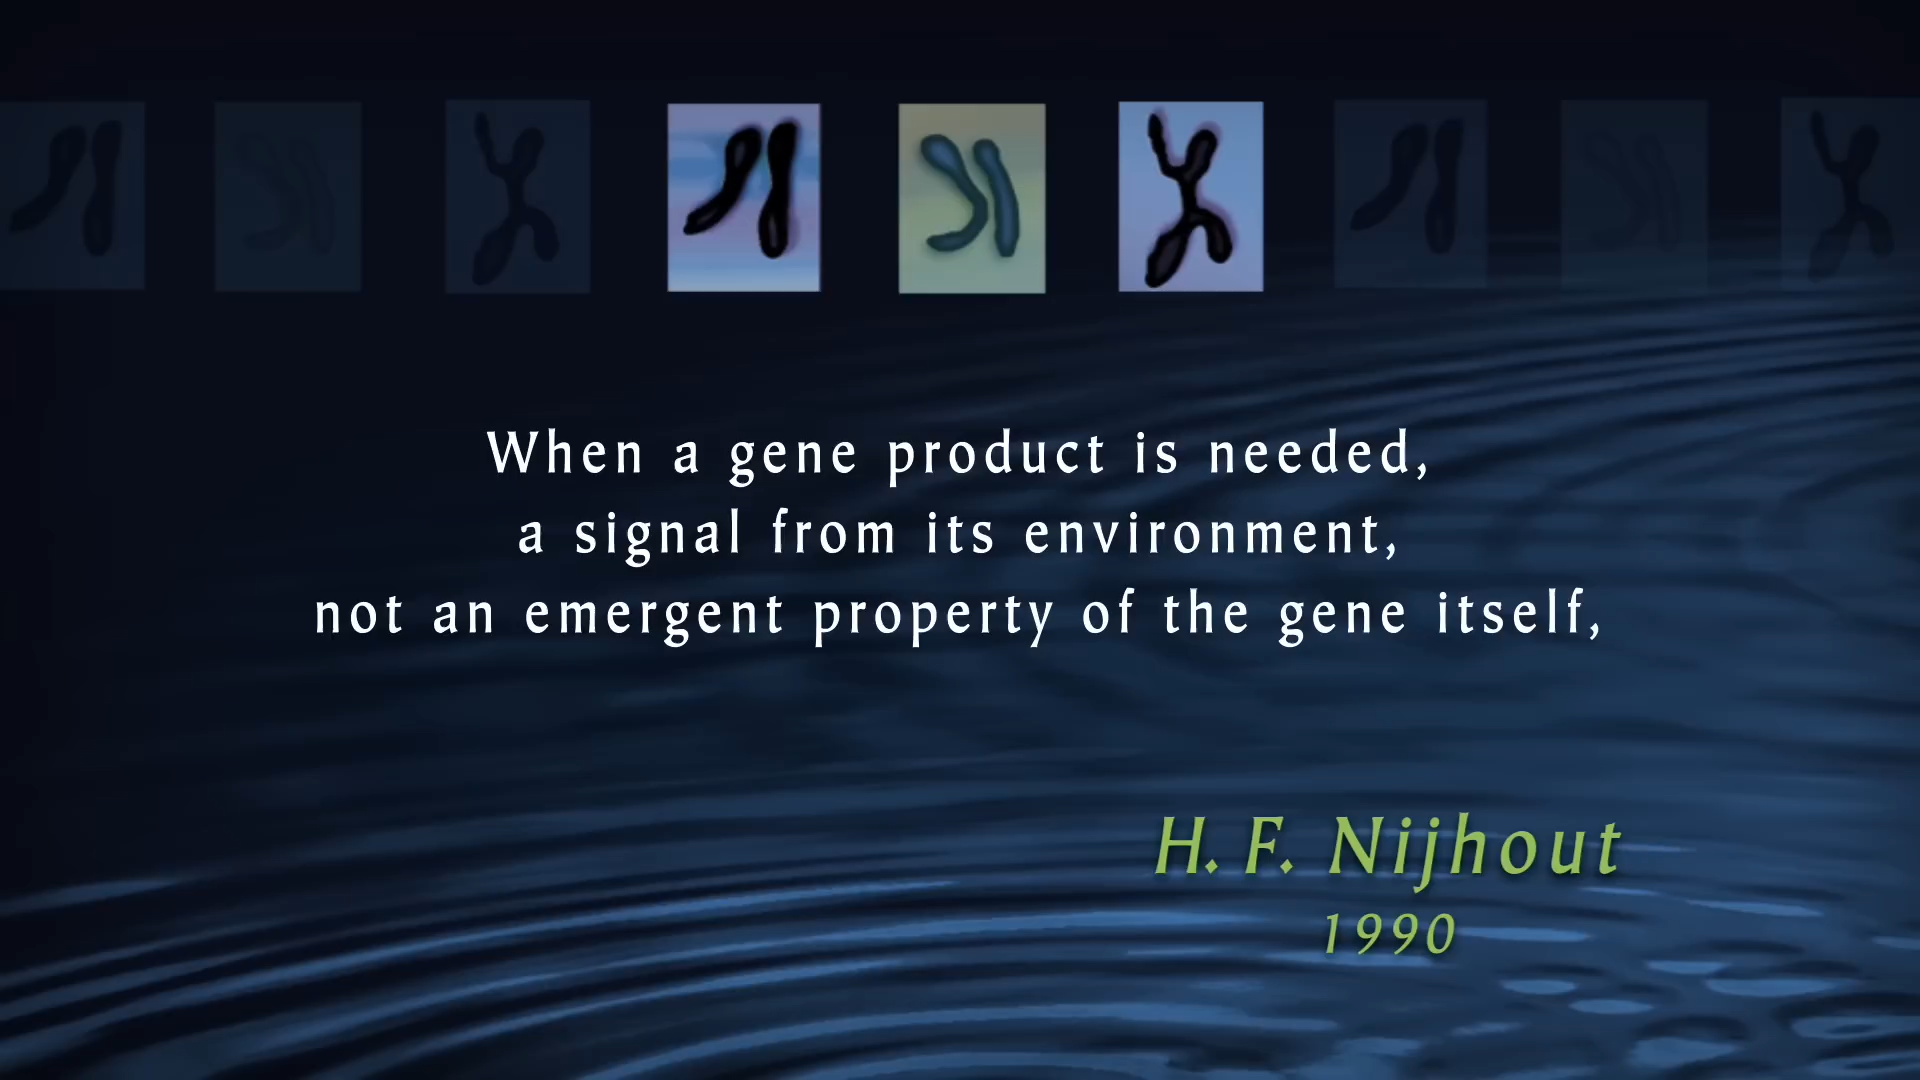 When a gene product is needed,
a signal from its environment,
not an emergent property of the gene itself,
H. F. Nijhout
1990